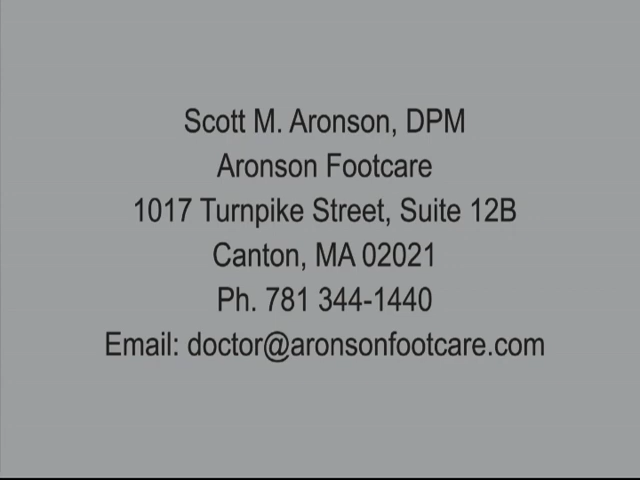 Scott M. Aronson, DPM
Aronson Footcare
1017 Turnpike Street, Suite 12B
Canton, MA 02021
Ph. 781 344-1440
Email: doctor@aronsonfootcare.com